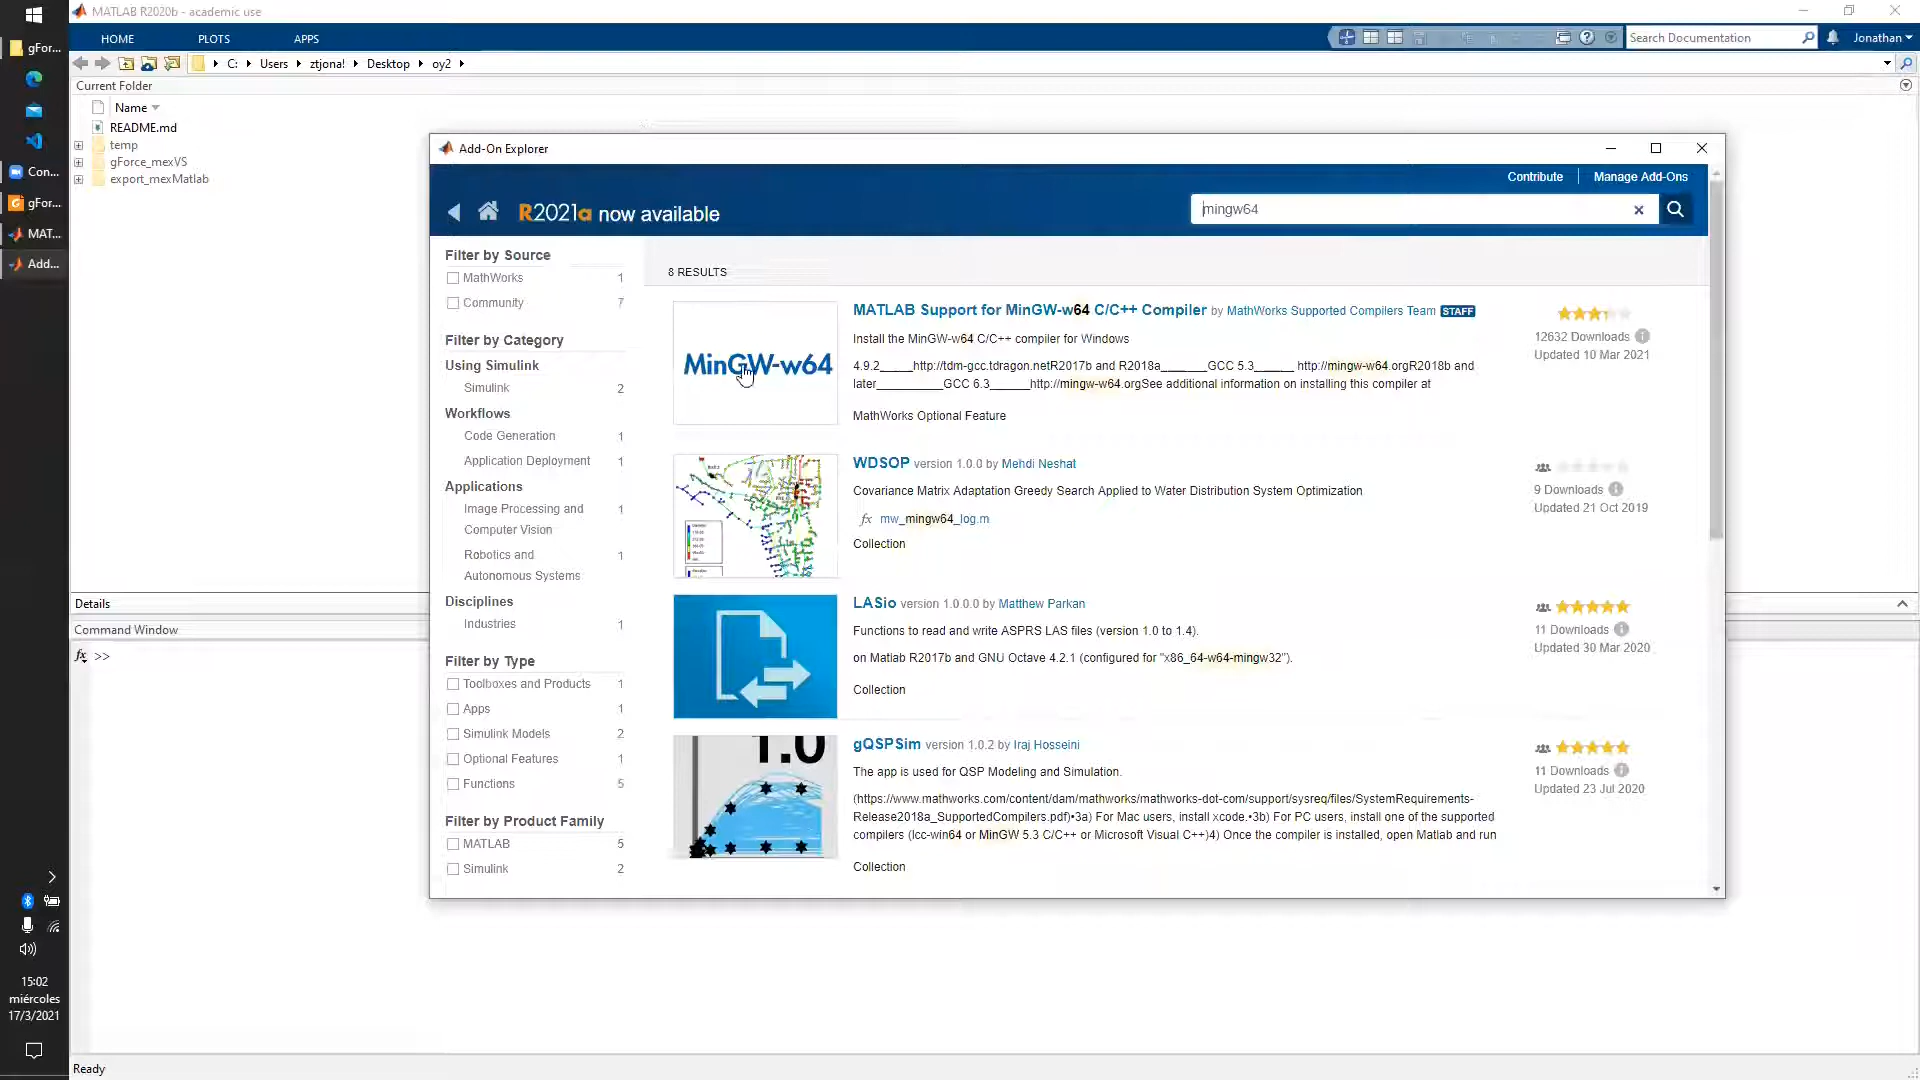 MATLAB R2020b - academic use
HOME
PLOTS
APPS
Search Documentation
Jonathan
C:
Users
ztjona!
Desktop
oy2
Current Folder
Name
README.md
temp
gForce_mexVS
export_mexMatlab
gFor...
Con...
gFor...
MAT...
Add...
Add-On Explorer
Contribute
Manage Add-Ons
R2021a now available
mingw64
Filter by Source
MathWorks 1
Community 7
Filter by Category
Using Simulink
Simulink 2
Workflows
Code Generation 1
Application Deployment 1
Applications
Image Processing and 1
Computer Vision
Robotics and 1
Autonomous Systems
Disciplines
Industries 1
Filter by Type
Toolboxes and Products 1
Apps 1
Simulink Models 2
Optional Features 1
Functions 5
Filter by Product Family
MATLAB 5
Simulink 2
8 RESULTS
MinGW-w64
MATLAB Support for MinGW-w64 C/C++ Compiler by MathWorks Supported Compilers Team STAFF
Install the MinGW-w64 C/C++ compiler for Windows
4.9.2_____http://tdm-gcc.tdragon.netR2017b and R2018a_______GCC 5.3______ http://mingw-w64.orgR2018b and
later__________GCC 6.3______http://mingw-w64.orgSee additional information on installing this compiler at
MathWorks Optional Feature
12632 Downloads
Updated 10 Mar 2021
WDSOP version 1.0.0 by Mehdi Neshat
Covariance Matrix Adaptation Greedy Search Applied to Water Distribution System Optimization
fx mw_mingw64_log.m
Collection
9 Downloads
Updated 21 Oct 2019
LASio version 1.0.0.0 by Matthew Parkan
Functions to read and write ASPRS LAS files (version 1.0 to 1.4).
on Matlab R2017b and GNU Octave 4.2.1 (configured for "x86_64-w64-mingw32").
Collection
11 Downloads
Updated 30 Mar 2020
1.0
gQSPSim version 1.0.2 by Iraj Hosseini
The app is used for QSP Modeling and Simulation.
(https://www.mathworks.com/content/dam/mathworks/mathworks-dot-com/support/sysreq/files/SystemRequirements-
Release2018a_SupportedCompilers.pdf)•3a) For Mac users, install xcode.•3b) For PC users, install one of the supported
compilers (lcc-win64 or MinGW 5.3 C/C++ or Microsoft Visual C++)4) Once the compiler is installed, open Matlab and run
Collection
11 Downloads
Updated 23 Jul 2020
Details
Command Window
fx >>
15:02
miércoles
17/3/2021
Ready